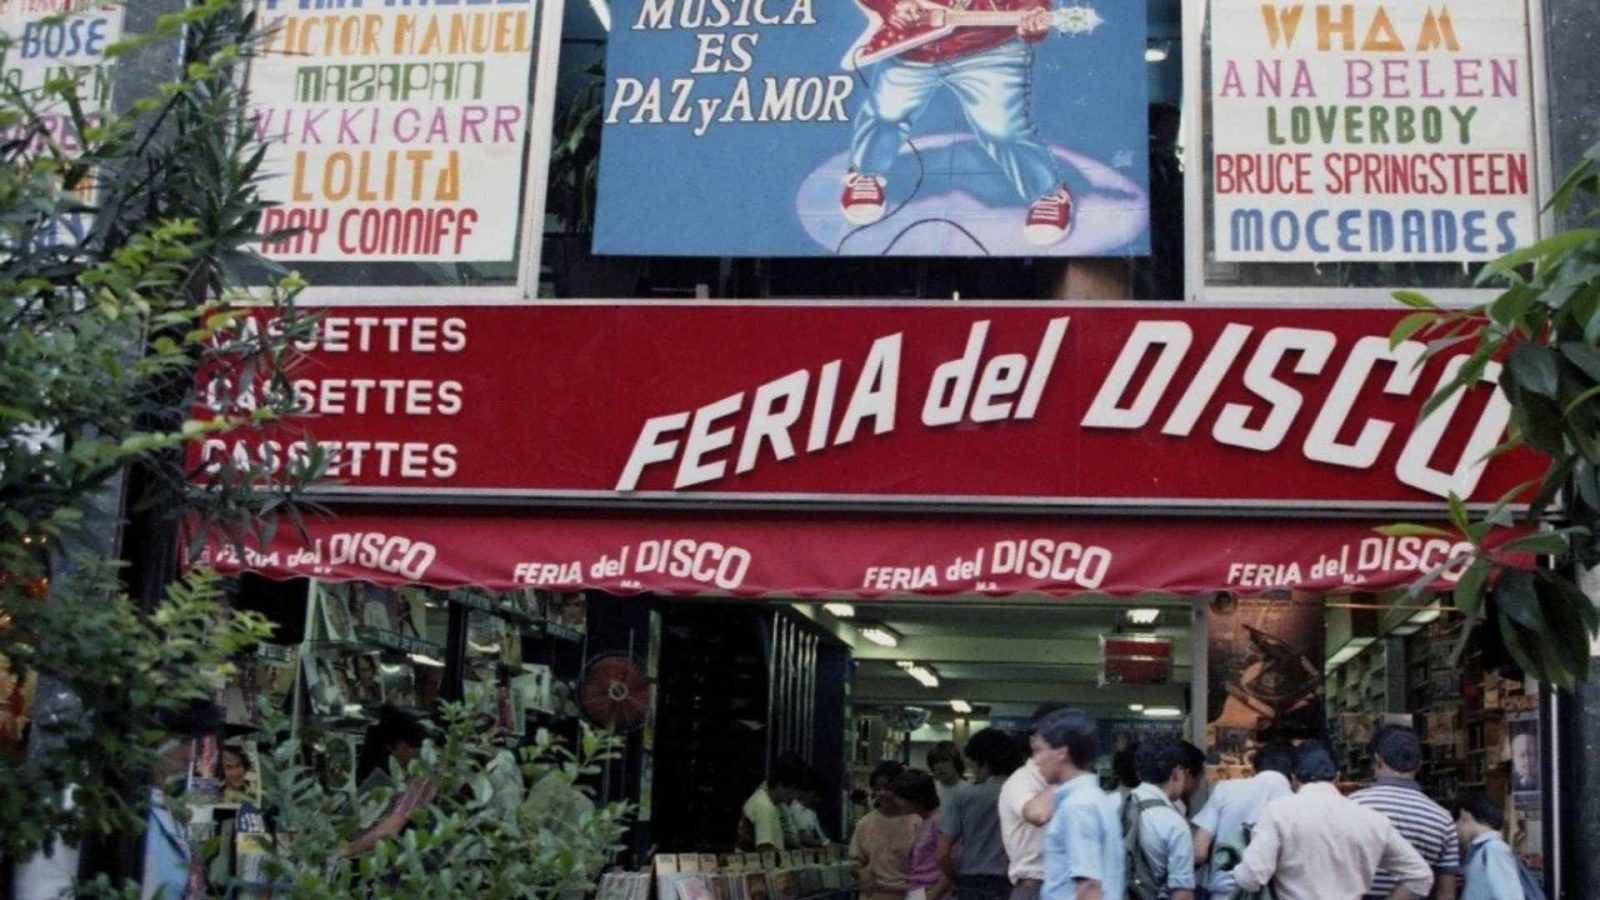 BOSE
VICTOR MANUEL
MAZAPAN
VIKKI CARR
LOLITA
RAY CONNIFF
MUSICA
ES
PAZ y AMOR
WHAM
ANA BELEN
LOVERBOY
BRUCE SPRINGSTEEN
MOCEDADES
CASSETTES
CASSETTES
CASSETTES
FERIA del DISCO
FERIA del DISCO
FERIA del DISCO
FERIA del DISCO
FERIA del DISCO